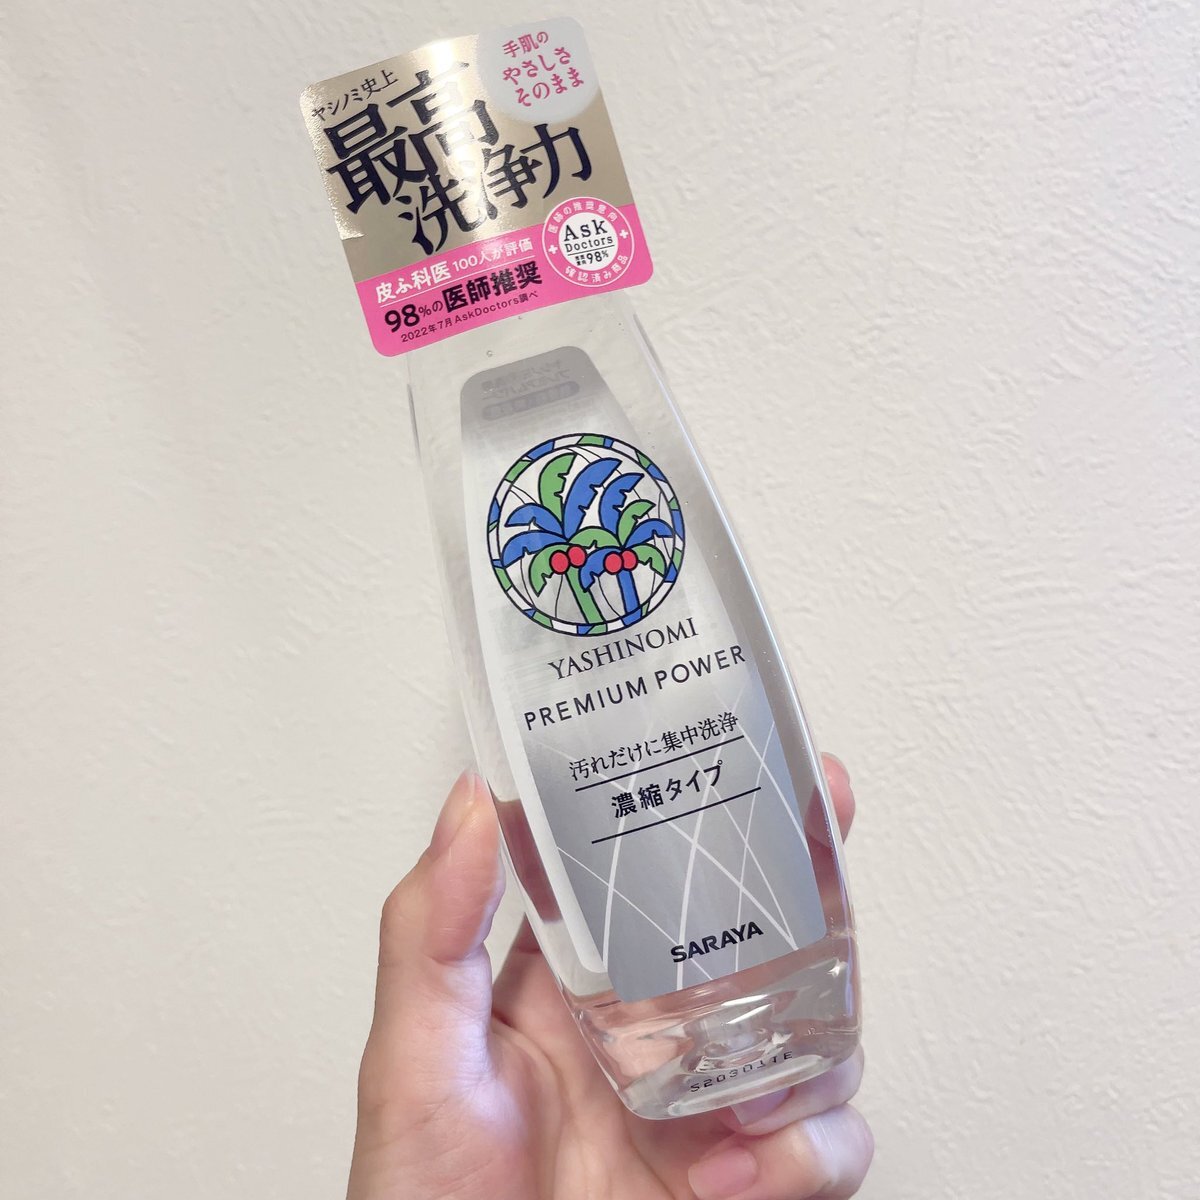 手肌の
やさしさ
そのまま
ヤシノミ史上
最高
洗浄力
医師の推奨意向
Ask
Doctors
98%
確認済み商品
皮ふ科医100人が評価
98%の医師推奨
2022年7月AskDoctors調べ
YASHINOMI
PREMIUM POWER
汚れだけに集中洗浄
濃縮タイプ
SARAYA